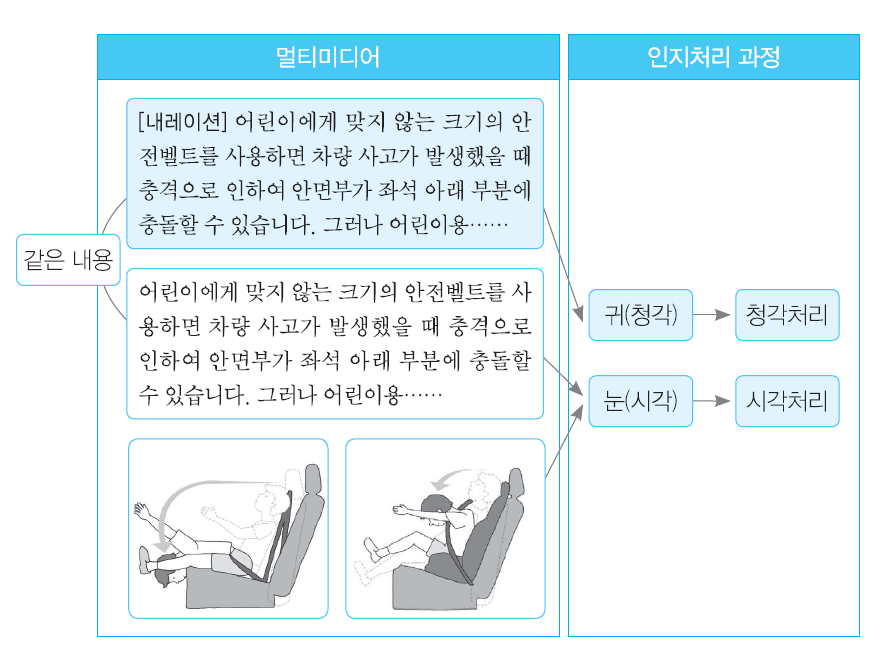 멀티미디어
인지처리 과정
[내레이션] 어린이에게 맞지 않는 크기의 안
전벨트를 사용하면 차량 사고가 발생했을 때
충격으로 인하여 안면부가 좌석 아래 부분에
충돌할 수 있습니다. 그러나 어린이용……
같은 내용
어린이에게 맞지 않는 크기의 안전벨트를 사
용하면 차량 사고가 발생했을 때 충격으로
인하여 안면부가 좌석 아래 부분에 충돌할
수 있습니다. 그러나 어린이용……
귀(청각)
청각처리
눈(시각)
시각처리